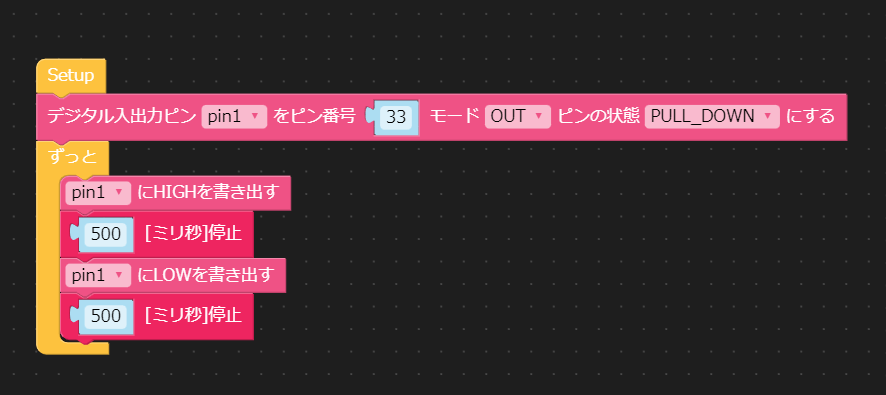 Setup
デジタル入出力ピン pin1 をピン番号 33 モード OUT ピンの状態 PULL_DOWN にする
ずっと
pin1 にHIGHを書き出す
500 [ミリ秒]停止
pin1 にLOWを書き出す
500 [ミリ秒]停止